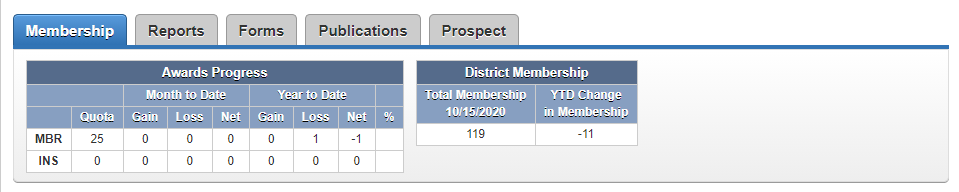 Membership Reports Forms Publications Prospect
Awards Progress
Month to Date Year to Date
Quota Gain Loss Net Gain Loss Net %
MBR 25 0 0 0 0 1 -1
INS 0 0 0 0 0 0 0
District Membership
Total Membership YTD Change
10/15/2020 in Membership
119 -11